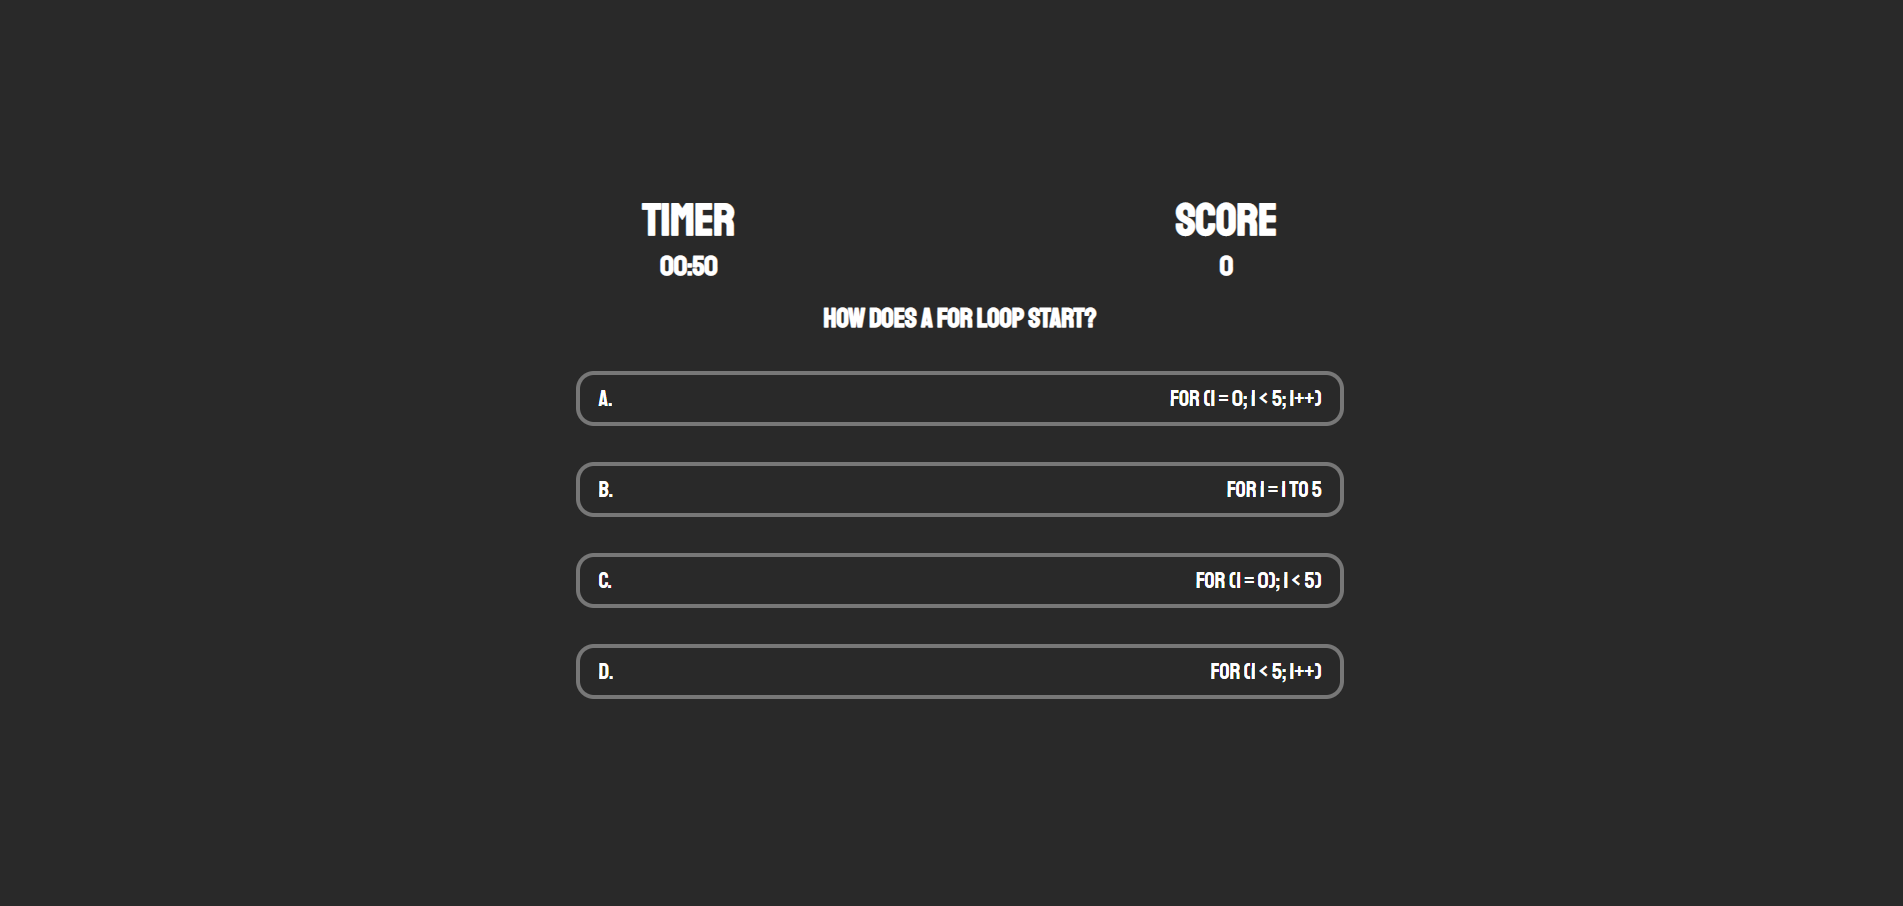 TIMER
SCORE
00:50
0
HOW DOES A FOR LOOP START?
A. FOR (I = 0; I < 5; I++)
B. FOR I = 1 TO 5
C. FOR (I = 0); I < 5)
D. FOR (I < 5; I++)